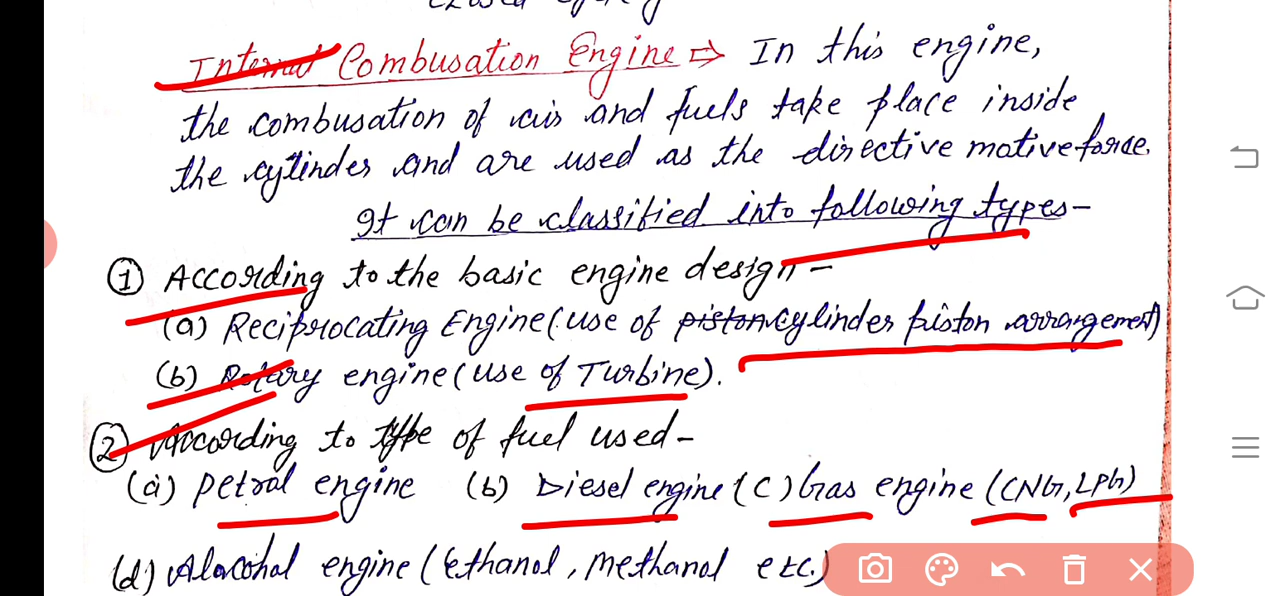 Internal Combusation Engine ⇒ In this engine,
the combusation of air and fuels take place inside
the cylinder and are used as the directive motive force.
It can be classified into following types-
① According to the basic engine design-
(a) Reciprocating Engine (use of piston cylinder piston arrangement)
(b) Rotary engine (use of Turbine).
② According to type of fuel used-
(a) Petrol engine (b) Diesel engine (C) Gas engine (CNG, LPG)
(d) Alocohal engine (Ethanol, methanol etc.)